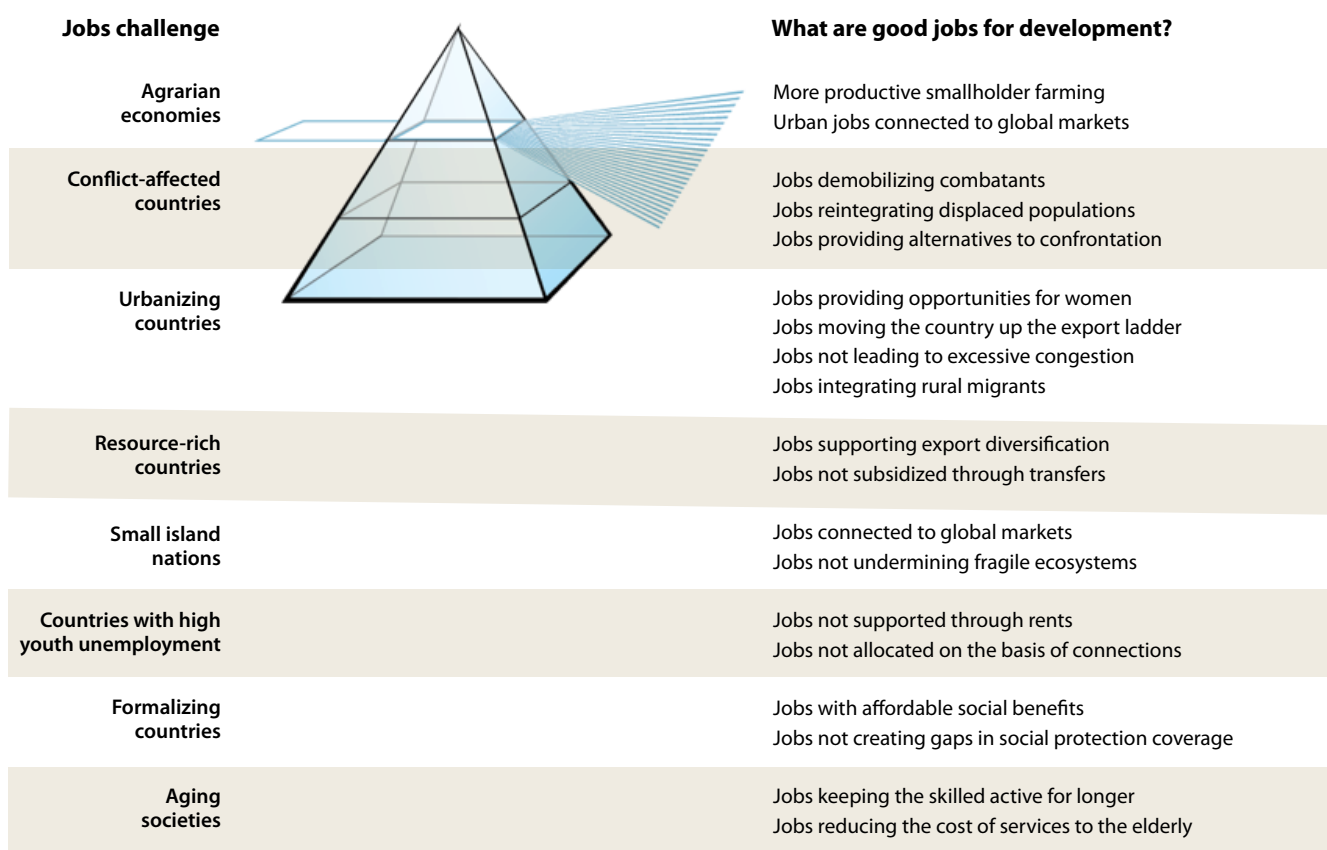 Jobs challenge
What are good jobs for development?
Agrarian
economies
More productive smallholder farming
Urban jobs connected to global markets
Conflict-affected
countries
Jobs demobilizing combatants
Jobs reintegrating displaced populations
Jobs providing alternatives to confrontation
Urbanizing
countries
Jobs providing opportunities for women
Jobs moving the country up the export ladder
Jobs not leading to excessive congestion
Jobs integrating rural migrants
Resource-rich
countries
Jobs supporting export diversification
Jobs not subsidized through transfers
Small island
nations
Jobs connected to global markets
Jobs not undermining fragile ecosystems
Countries with high
youth unemployment
Jobs not supported through rents
Jobs not allocated on the basis of connections
Formalizing
countries
Jobs with affordable social benefits
Jobs not creating gaps in social protection coverage
Aging
societies
Jobs keeping the skilled active for longer
Jobs reducing the cost of services to the elderly